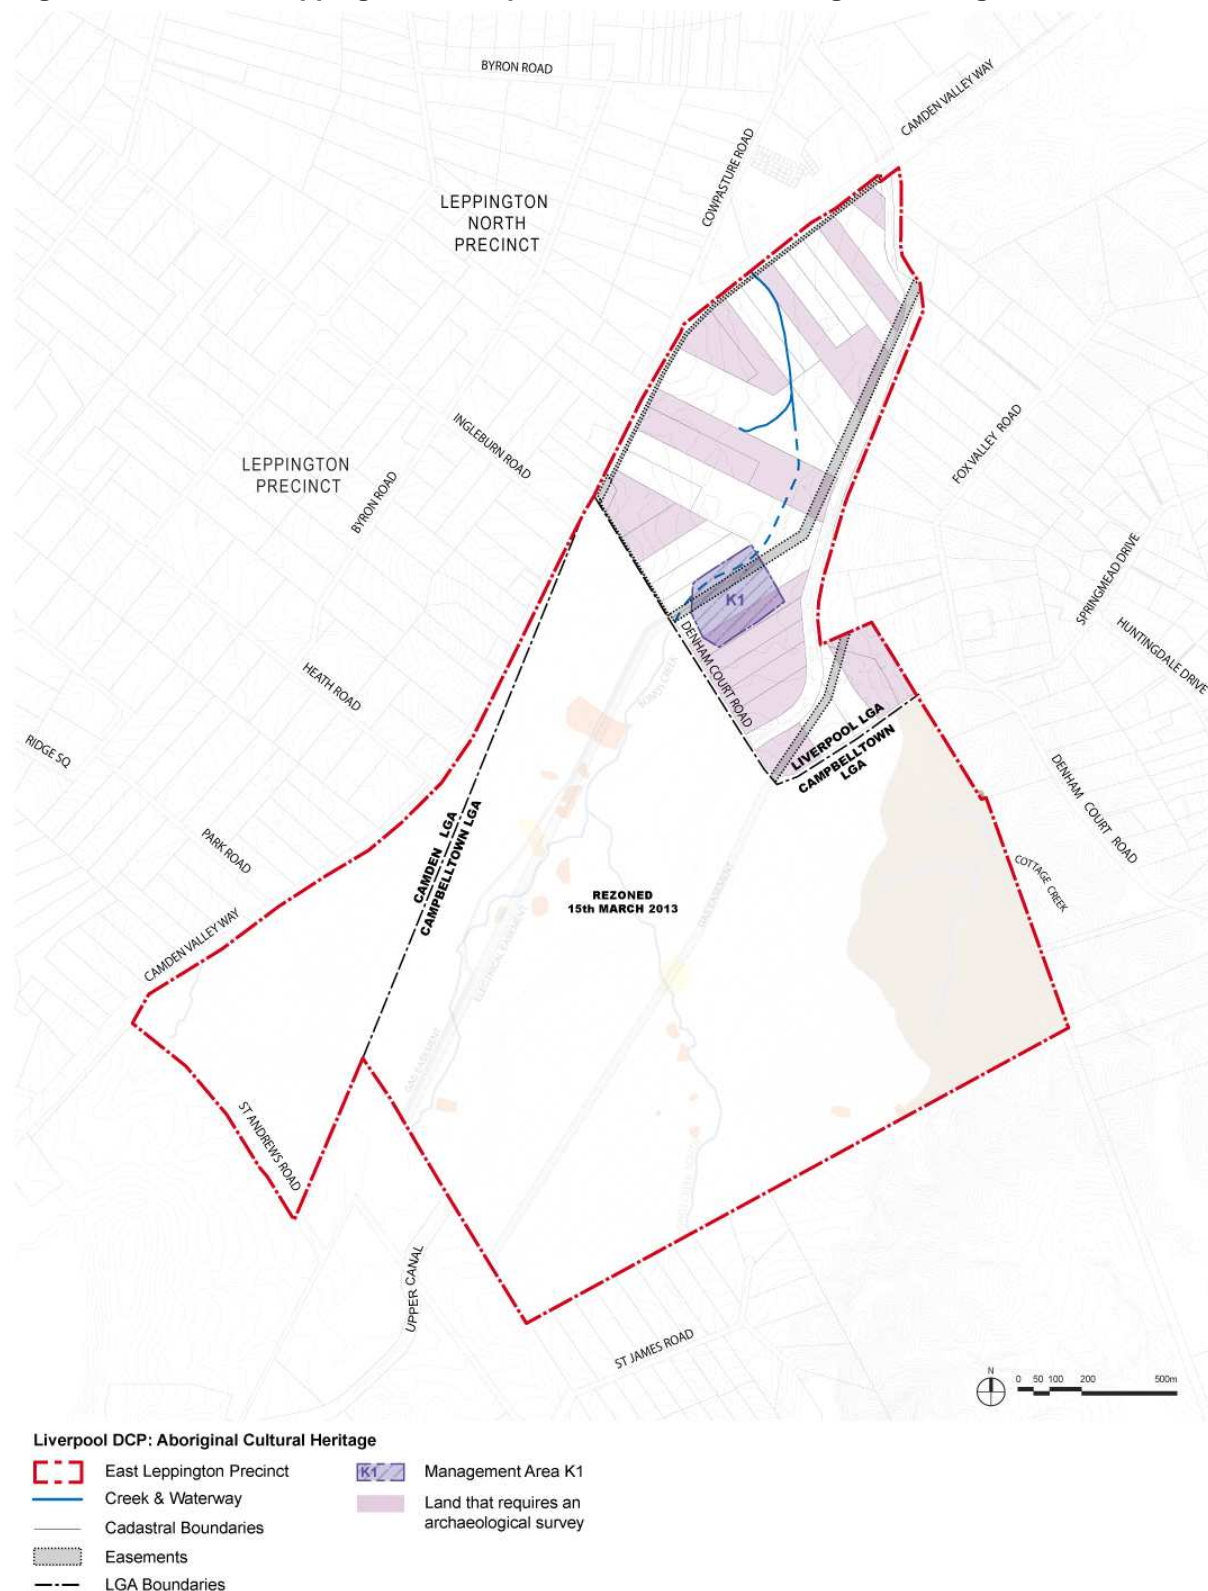 BYRON ROAD
CAMDEN VALLEY WAY
COWPASTURE ROAD
LEPPINGTON
NORTH
PRECINCT
INGLEBURN ROAD
FOX VALLEY ROAD
LEPPINGTON
PRECINCT
BYRON ROAD
SPRINGMEAD DRIVE
K1
HUNTINGDALE DRIVE
DENHAM COURT ROAD
HEATH ROAD
RIDGE SQ
LIVERPOOL LGA
CAMPBELLTOWN
LGA
DENHAM COURT ROAD
PARK ROAD
CAMDEN LGA
CAMPBELLTOWN LGA
COTTAGE CREEK
REZONED
15th MARCH 2013
GAS EASEMENT
ELECTRICAL EASEMENT
CAMDEN VALLEY WAY
ST ANDREWS ROAD
UPPER CANAL
ST JAMES ROAD
N
0 50 100 200 500m
Liverpool DCP: Aboriginal Cultural Heritage
East Leppington Precinct
Creek & Waterway
Cadastral Boundaries
Easements
LGA Boundaries
K1
Management Area K1
Land that requires an
archaeological survey